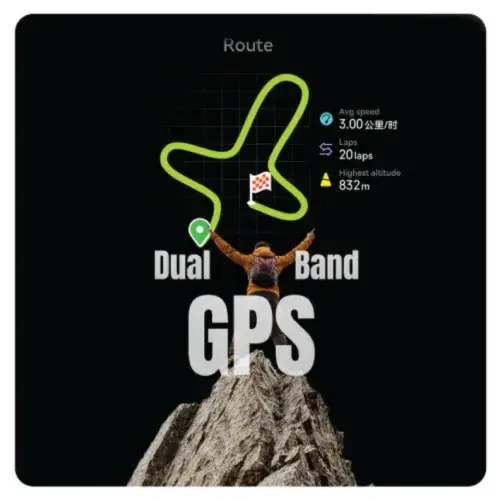 Route
Avg speed
3.00公里/时
Laps
20laps
Highest altitude
832m
Dual Band
GPS